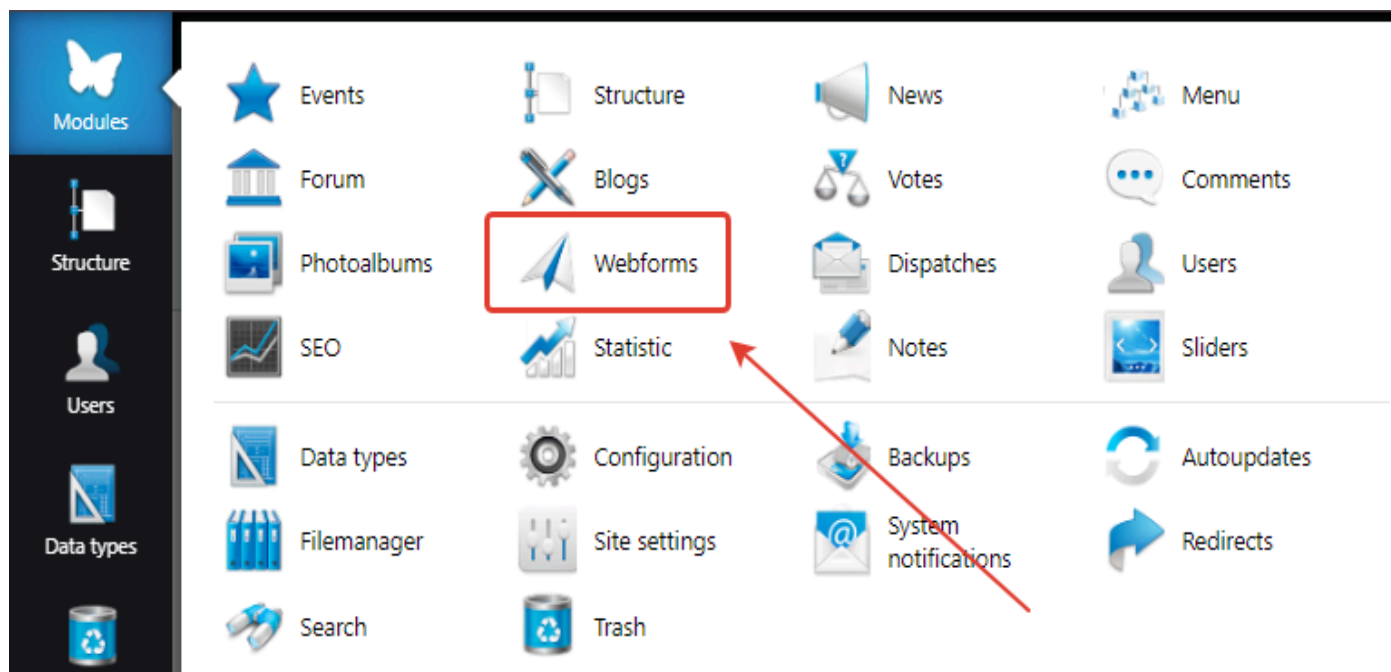 Modules
Structure
Users
Data types
Events
Structure
News
Menu
Forum
Blogs
Votes
Comments
Photoalbums
Webforms
Dispatches
Users
SEO
Statistic
Notes
Sliders
Data types
Configuration
Backups
Autoupdates
Filemanager
Site settings
System
notifications
Redirects
Search
Trash